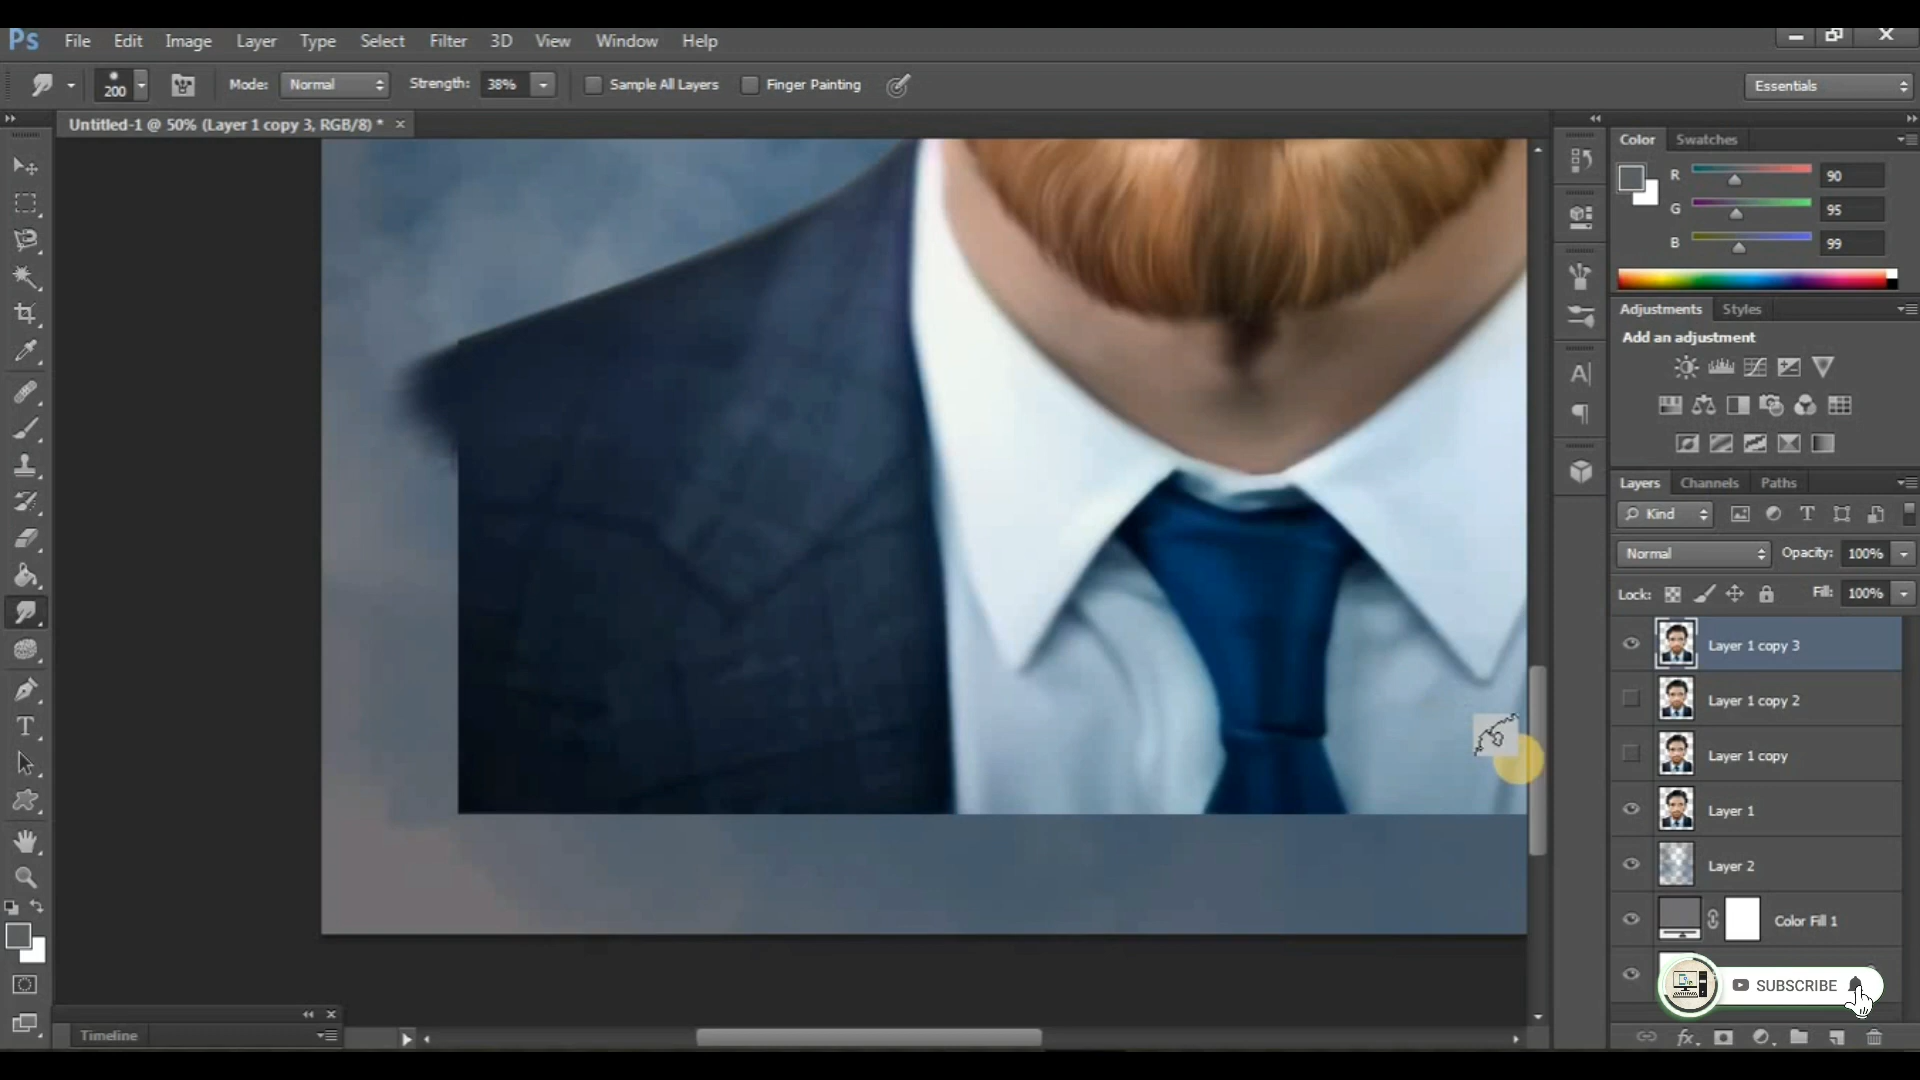 Ps File Edit Image Layer Type Select Filter 3D View Window Help
200 Mode: Normal Strength: 38% Sample All Layers Finger Painting Essentials
Untitled-1 @ 50% (Layer 1 copy 3, RGB/8) * ×
Color Swatches
R 90
G 95
B 99
Adjustments Styles
Add an adjustment
Layers Channels Paths
Kind
Normal Opacity: 100%
Lock: Fill: 100%
Layer 1 copy 3
Layer 1 copy 2
Layer 1 copy
Layer 1
Layer 2
Color Fill 1
SUBSCRIBE
Timeline